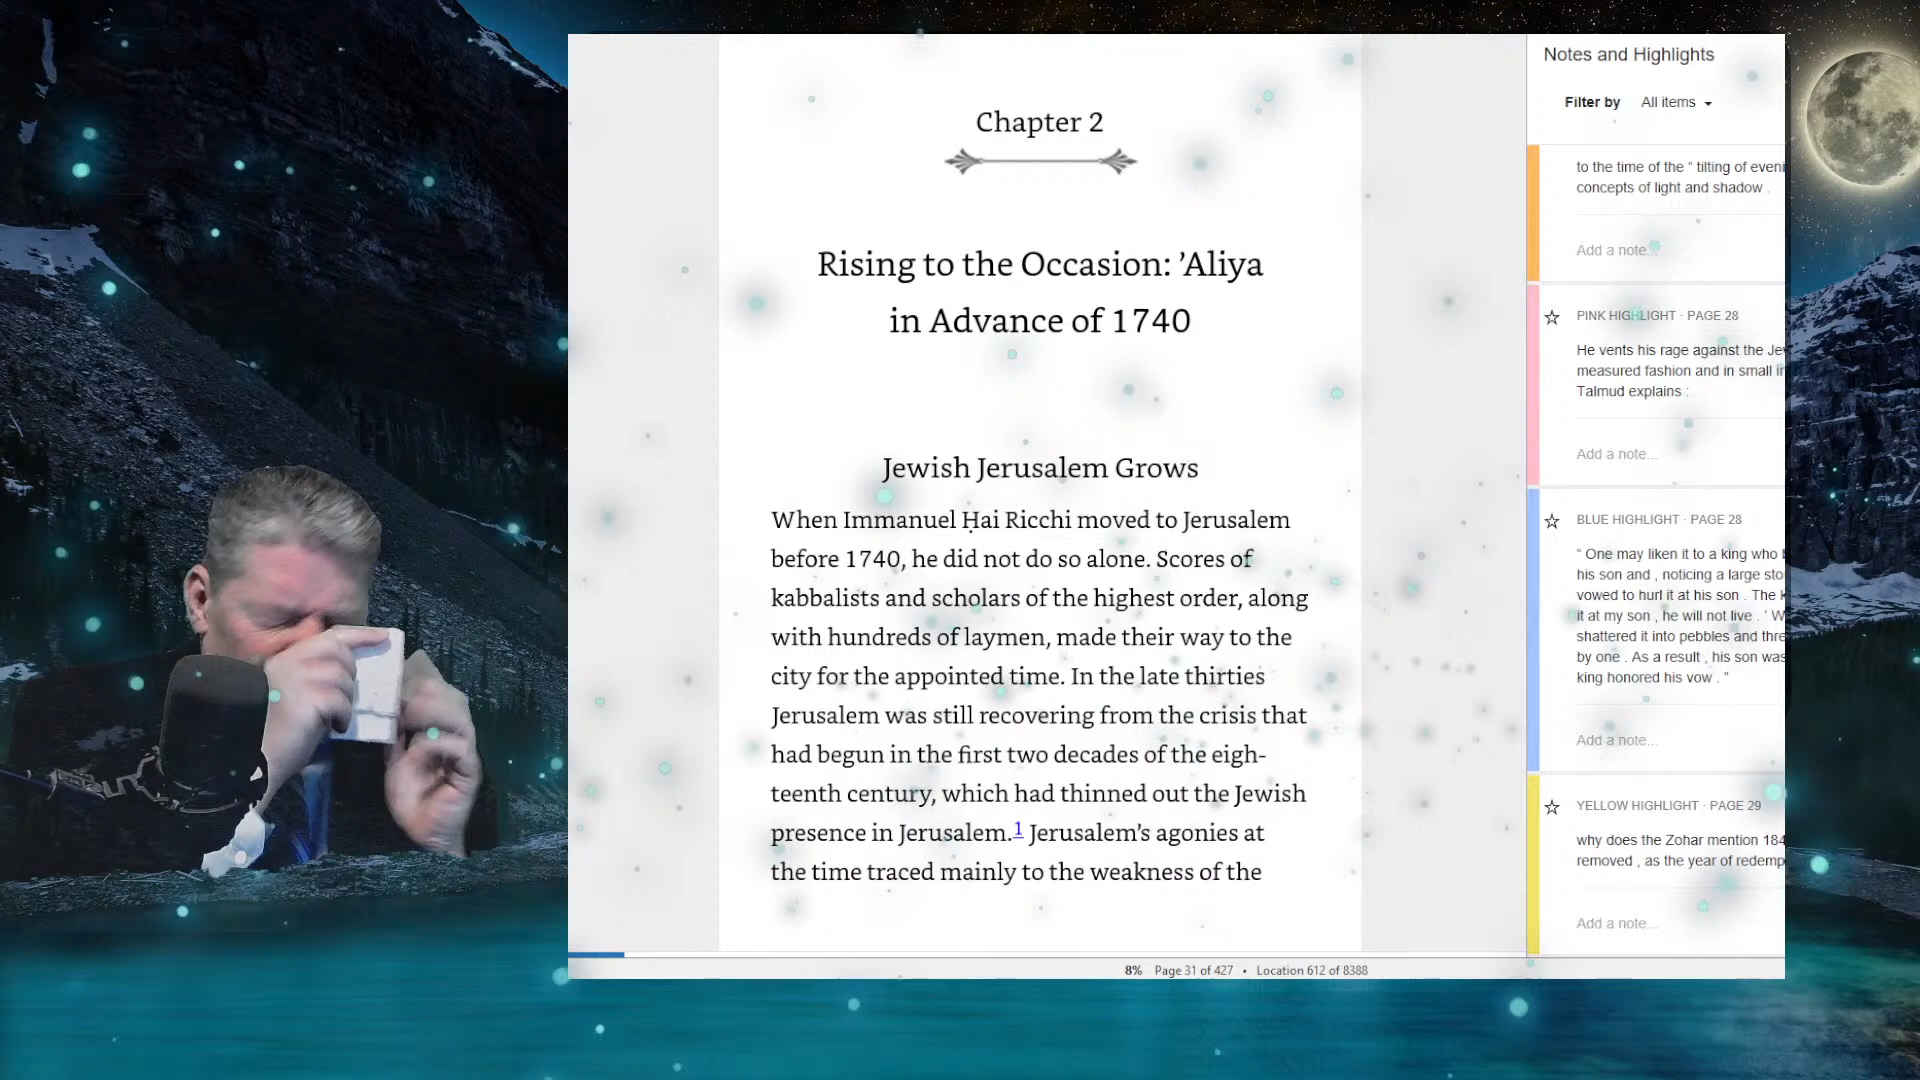 Chapter 2
Rising to the Occasion: ’Aliya
in Advance of 1740
Jewish Jerusalem Grows
When Immanuel Ḥai Ricchi moved to Jerusalem
before 1740, he did not do so alone. Scores of
kabbalists and scholars of the highest order, along
with hundreds of laymen, made their way to the
city for the appointed time. In the late thirties
Jerusalem was still recovering from the crisis that
had begun in the first two decades of the eigh-
teenth century, which had thinned out the Jewish
presence in Jerusalem.1 Jerusalem’s agonies at
the time traced mainly to the weakness of the
8% Page 31 of 427 • Location 612 of 8388
Notes and Highlights
Filter by All items
to the time of the “ tilting of
concepts of light and shadow .
Add a note...
PINK HIGHLIGHT · PAGE 28
He vents his rage against the
measured fashion and in small
Talmud explains :
Add a note...
BLUE HIGHLIGHT · PAGE 28
“ One may liken it to a king who
his son and , noticing a large
vowed to hurl it at his son . The
it at my son , he will not live . ’
shattered it into pebbles and
by one . As a result , his son was
king honored his vow . ”
Add a note...
YELLOW HIGHLIGHT · PAGE 29
why does the Zohar mention
removed , as the year of
Add a note...